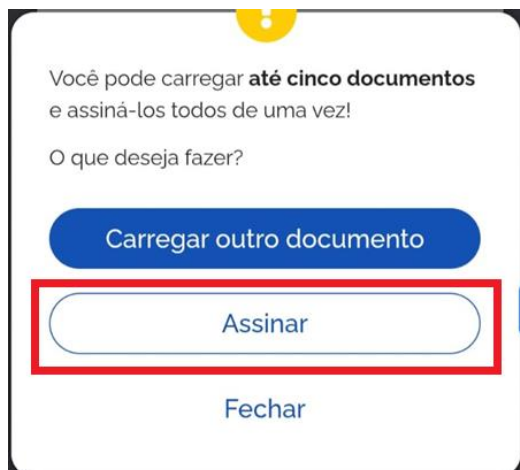 Você pode carregar até cinco documentos
e assiná-los todos de uma vez!
O que deseja fazer?
Carregar outro documento
Assinar
Fechar